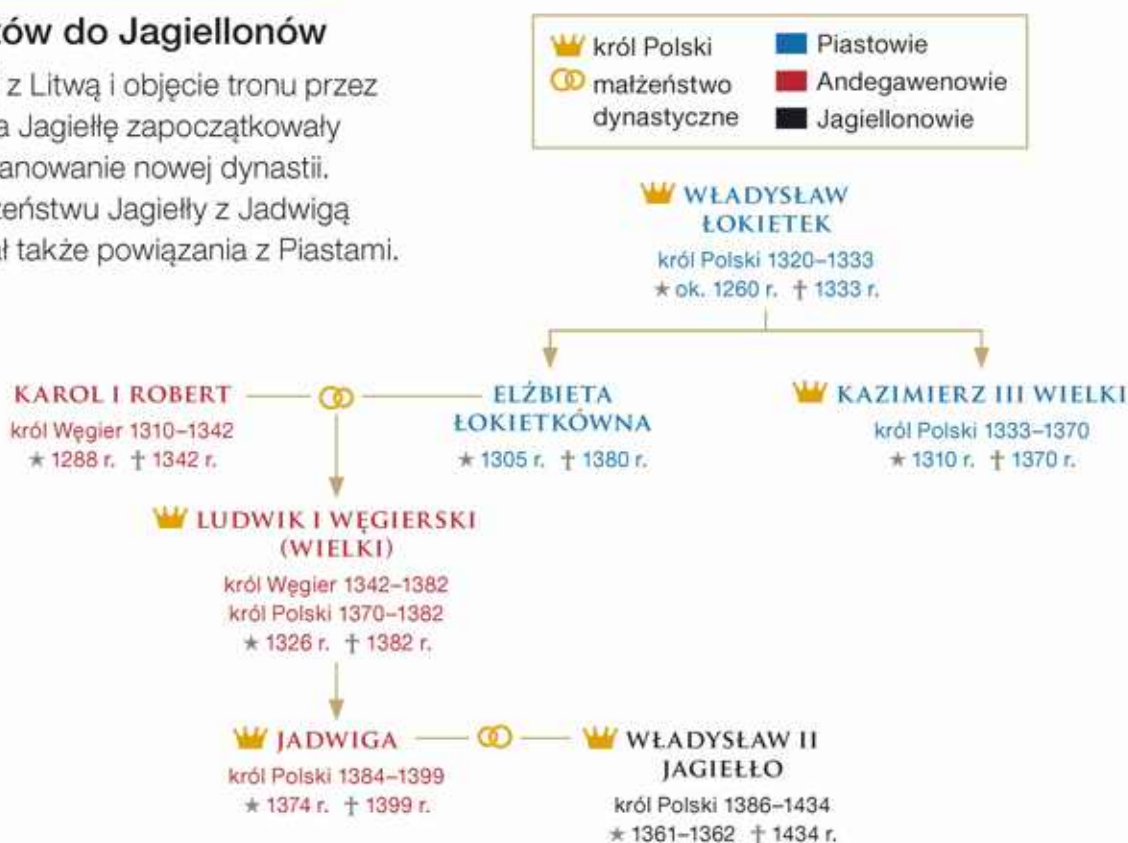 tów do Jagiellonów
z Litwą i objęcie tronu przez
a Jagiełłę zapoczątkowały
anowanie nowej dynastii.
żeństwu Jagiełły z Jadwigą
ł także powiązania z Piastami.
król Polski
małżeństwo
dynastyczne
Piastowie
Andegawenowie
Jagiellonowie
WŁADYSŁAW
ŁOKIETEK
król Polski 1320–1333
★ ok. 1260 r. † 1333 r.
KAROL I ROBERT
król Węgier 1310–1342
★ 1288 r. † 1342 r.
ELŻBIETA
ŁOKIETKÓWNA
★ 1305 r. † 1380 r.
KAZIMIERZ III WIELKI
król Polski 1333–1370
★ 1310 r. † 1370 r.
LUDWIK I WĘGIERSKI
(WIELKI)
król Węgier 1342–1382
król Polski 1370–1382
★ 1326 r. † 1382 r.
JADWIGA
król Polski 1384–1399
★ 1374 r. † 1399 r.
WŁADYSŁAW II
JAGIEŁŁO
król Polski 1386–1434
★ 1361–1362 † 1434 r.